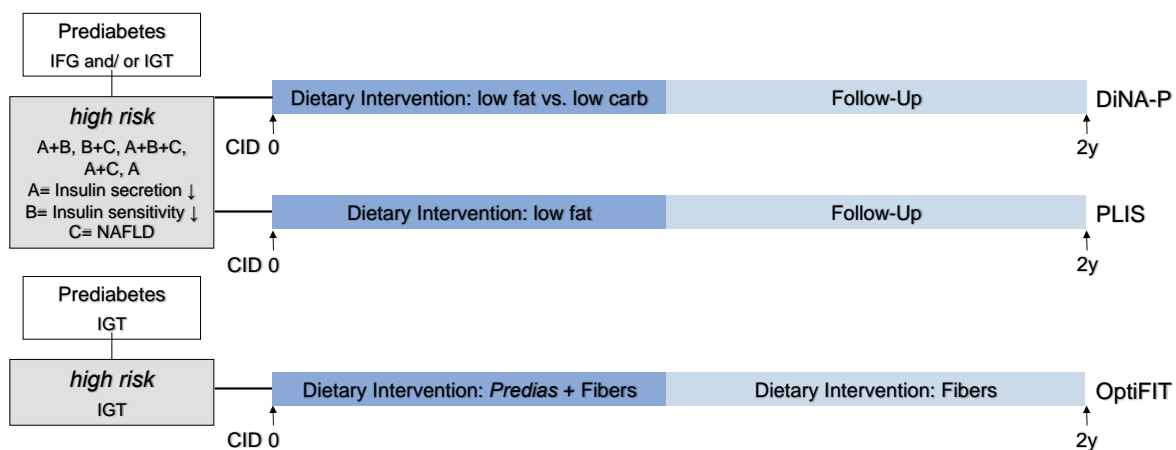 Prediabetes
IFG and/ or IGT
high risk
A+B, B+C, A+B+C,
A+C, A
A≡ Insulin secretion ↓
B≡ Insulin sensitivity ↓
C≡ NAFLD
Dietary Intervention: low fat vs. low carb
Follow-Up
DiNA-P
CID 0
2y
Dietary Intervention: low fat
Follow-Up
PLIS
CID 0
2y
Prediabetes
IGT
high risk
IGT
Dietary Intervention: Predias + Fibers
Dietary Intervention: Fibers
OptiFIT
CID 0
2y